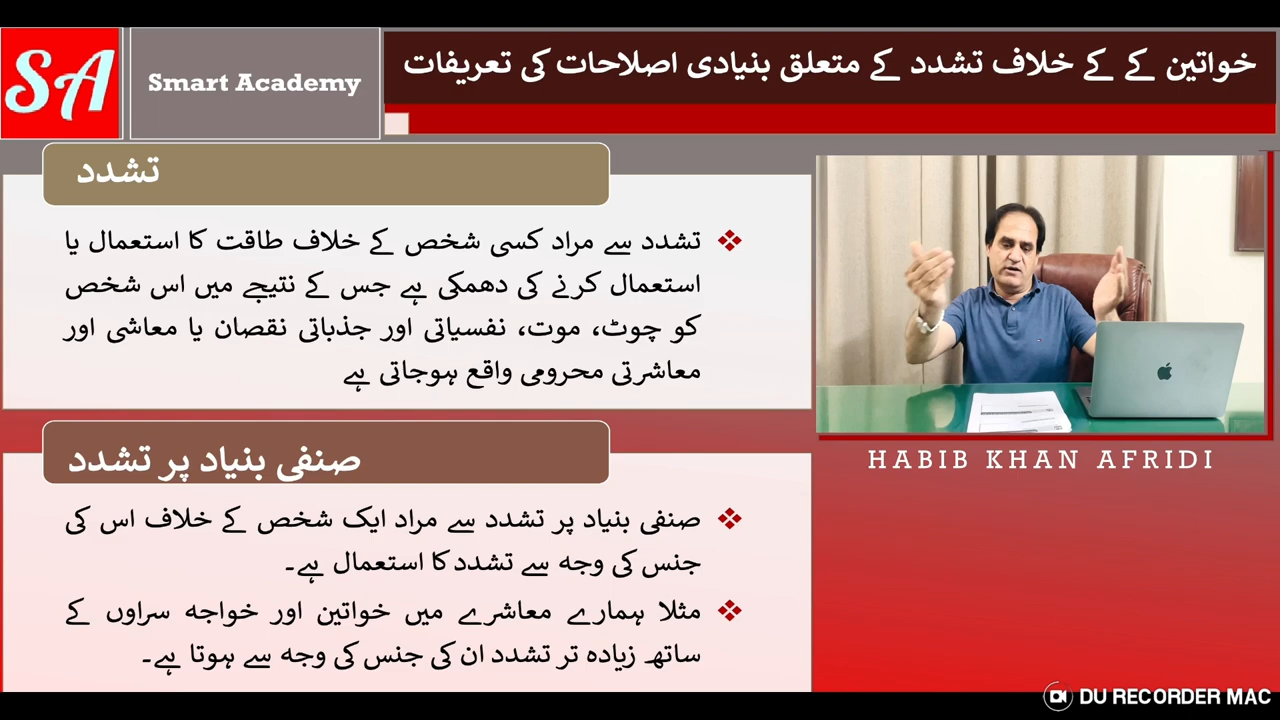 SA
Smart Academy
خواتین کے کے خلاف تشدد کے متعلق بنیادی اصلاحات کی تعریفات
تشدد
تشدد سے مراد کسی شخص کے خلاف طاقت کا استعمال یا
استعمال کرنے کی دھمکی ہے جس کے نتیجے میں اس شخص
کو چوٹ، موت، نفسیاتی اور جذباتی نقصان یا معاشی اور
معاشرتی محرومی واقع ہوجاتی ہے
صنفی بنیاد پر تشدد
صنفی بنیاد پر تشدد سے مراد ایک شخص کے خلاف اس کی
جنس کی وجہ سے تشدد کا استعمال ہے۔
مثلا ہمارے معاشرے میں خواتین اور خواجہ سراوں کے
ساتھ زیادہ تر تشدد ان کی جنس کی وجہ سے ہوتا ہے۔
HABIB KHAN AFRIDI
DU RECORDER MAC